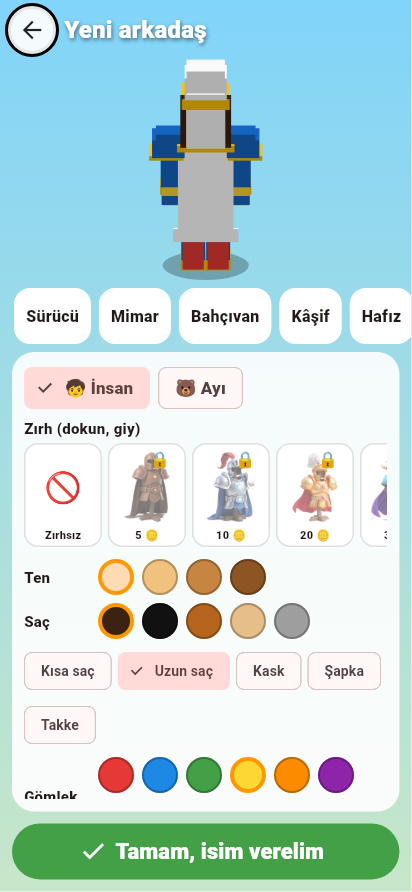 Yeni arkadaş
Sürücü Mimar Bahçıvan Kâşif Hafız
İnsan Ayı
Zırh (dokun, giy)
Zırhsız 5 10 20
Ten
Saç
Kısa saç Uzun saç Kask Şapka
Takke
Gömlek
Tamam, isim verelim